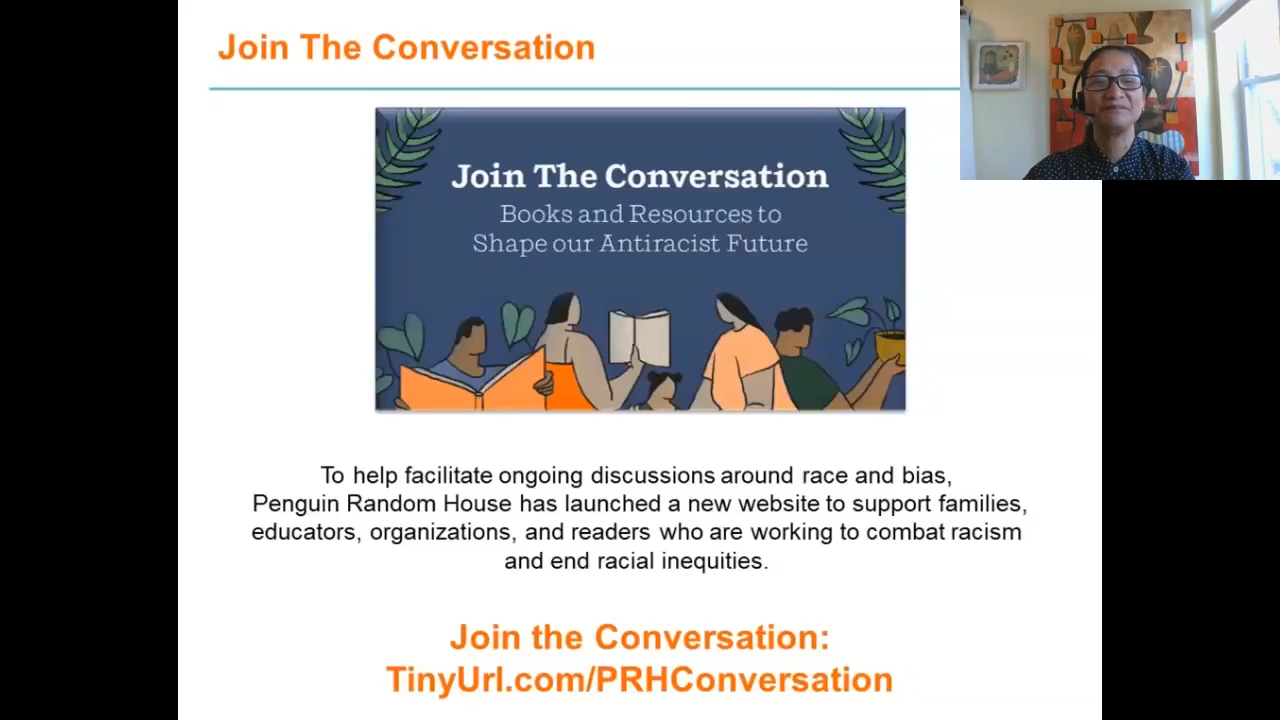 Join The Conversation
Join The Conversation
Books and Resources to
Shape our Antiracist Future
To help facilitate ongoing discussions around race and bias,
Penguin Random House has launched a new website to support families,
educators, organizations, and readers who are working to combat racism
and end racial inequities.
Join the Conversation:
TinyUrl.com/PRHConversation